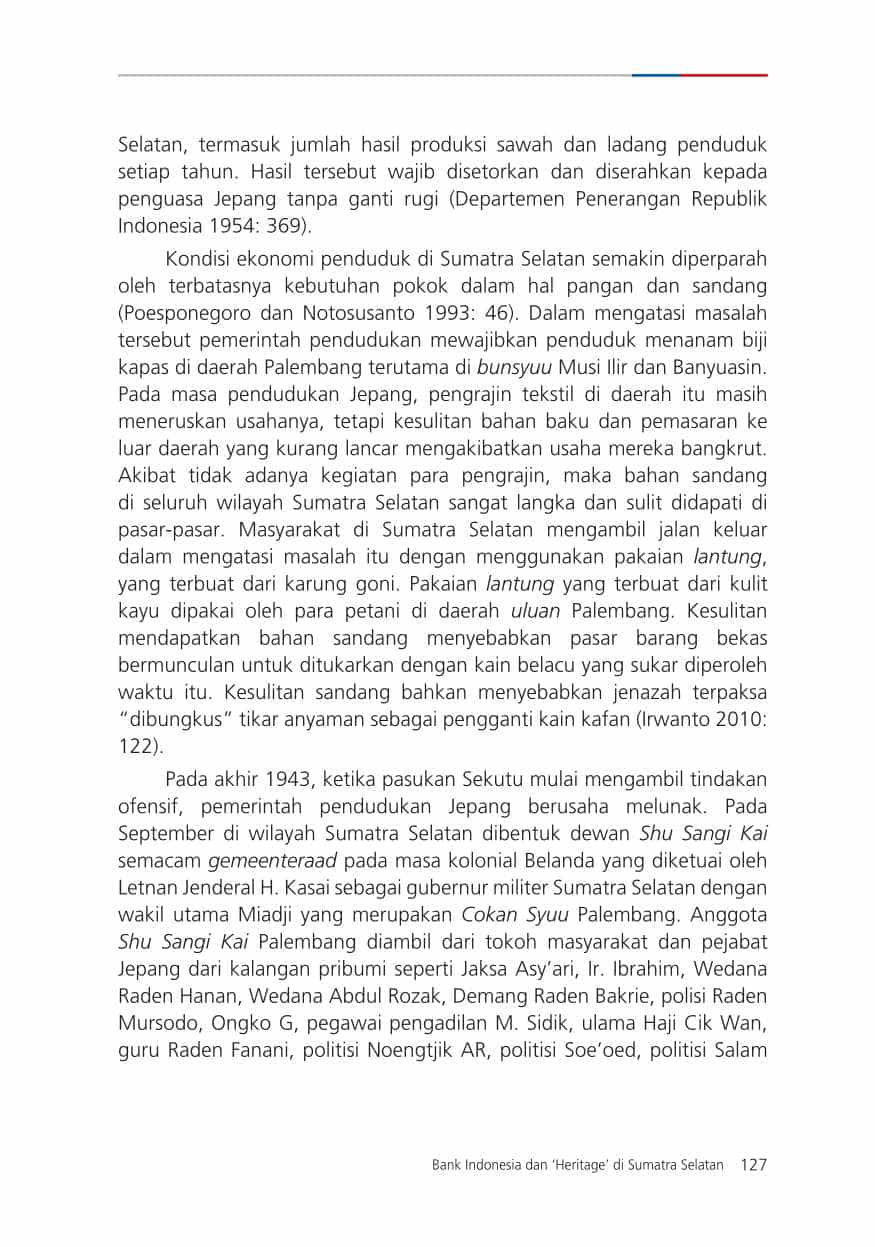 Selatan, termasuk jumlah hasil produksi sawah dan ladang penduduk
setiap tahun. Hasil tersebut wajib disetorkan dan diserahkan kepada
penguasa Jepang tanpa ganti rugi (Departemen Penerangan Republik
Indonesia 1954: 369).
Kondisi ekonomi penduduk di Sumatra Selatan semakin diperparah
oleh terbatasnya kebutuhan pokok dalam hal pangan dan sandang
(Poesponegoro dan Notosusanto 1993: 46). Dalam mengatasi masalah
tersebut pemerintah pendudukan mewajibkan penduduk menanam biji
kapas di daerah Palembang terutama di bunsyuu Musi Ilir dan Banyuasin.
Pada masa pendudukan Jepang, pengrajin tekstil di daerah itu masih
meneruskan usahanya, tetapi kesulitan bahan baku dan pemasaran ke
luar daerah yang kurang lancar mengakibatkan usaha mereka bangkrut.
Akibat tidak adanya kegiatan para pengrajin, maka bahan sandang
di seluruh wilayah Sumatra Selatan sangat langka dan sulit didapati di
pasar-pasar. Masyarakat di Sumatra Selatan mengambil jalan keluar
dalam mengatasi masalah itu dengan menggunakan pakaian lantung,
yang terbuat dari karung goni. Pakaian lantung yang terbuat dari kulit
kayu dipakai oleh para petani di daerah uluan Palembang. Kesulitan
mendapatkan bahan sandang menyebabkan pasar barang bekas
bermunculan untuk ditukarkan dengan kain belacu yang sukar diperoleh
waktu itu. Kesulitan sandang bahkan menyebabkan jenazah terpaksa
“dibungkus” tikar anyaman sebagai pengganti kain kafan (Irwanto 2010:
122).
Pada akhir 1943, ketika pasukan Sekutu mulai mengambil tindakan
ofensif, pemerintah pendudukan Jepang berusaha melunak. Pada
September di wilayah Sumatra Selatan dibentuk dewan Shu Sangi Kai
semacam gemeenteraad pada masa kolonial Belanda yang diketuai oleh
Letnan Jenderal H. Kasai sebagai gubernur militer Sumatra Selatan dengan
wakil utama Miadji yang merupakan Cokan Syuu Palembang. Anggota
Shu Sangi Kai Palembang diambil dari tokoh masyarakat dan pejabat
Jepang dari kalangan pribumi seperti Jaksa Asy’ari, Ir. Ibrahim, Wedana
Raden Hanan, Wedana Abdul Rozak, Demang Raden Bakrie, polisi Raden
Mursodo, Ongko G, pegawai pengadilan M. Sidik, ulama Haji Cik Wan,
guru Raden Fanani, politisi Noengtjik AR, politisi Soe’oed, politisi Salam
Bank Indonesia dan ‘Heritage’ di Sumatra Selatan 127